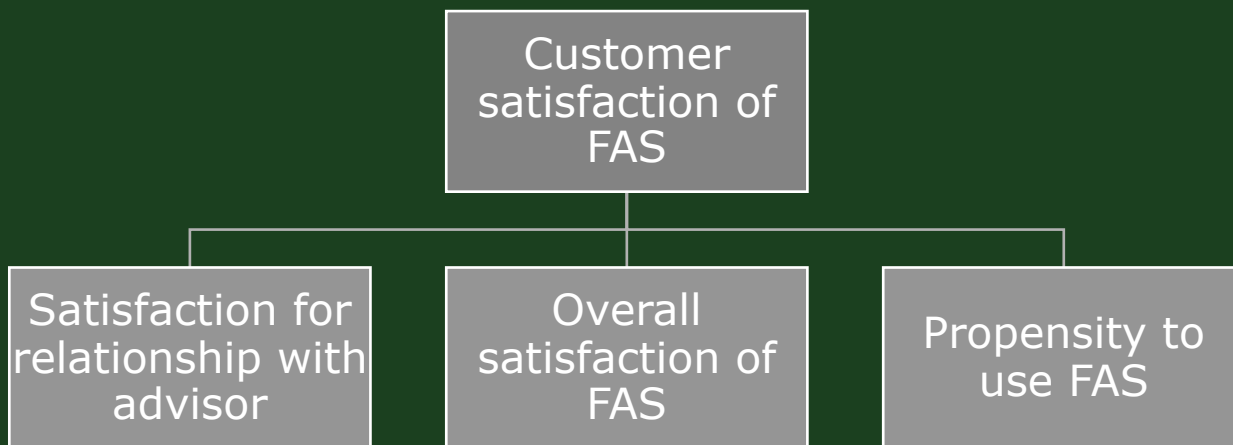 Customer
satisfaction of
FAS
Satisfaction for
relationship with
advisor
Overall
satisfaction of
FAS
Propensity to
use FAS